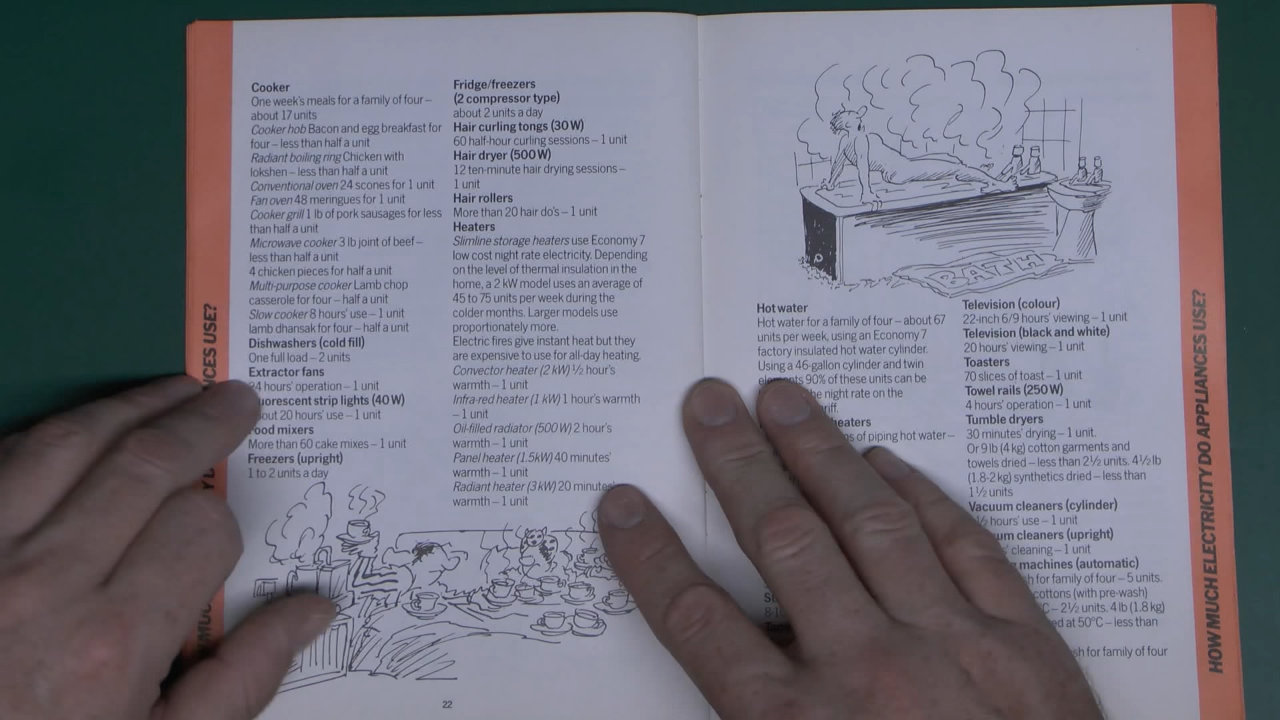 Cooker
One week's meals for a family of four –
about 17 units
Cooker hob Bacon and egg breakfast for
four – less than half a unit
Radiant boiling ring Chicken with
lokshen – less than half a unit
Conventional oven 24 scones for 1 unit
Fan oven 48 meringues for 1 unit
Cooker grill 1 lb of pork sausages for less
than half a unit
Microwave cooker 3 lb joint of beef –
less than half a unit
4 chicken pieces for half a unit
Multi-purpose cooker Lamb chop
casserole for four – half a unit
Slow cooker 8 hours' use – 1 unit
lamb dhansak for four – half a unit
Dishwashers (cold fill)
One full load – 2 units
Extractor fans
24 hours' operation – 1 unit
strip lights (40 W)
20 hours' use – 1 unit
mixers
More than 60 cake mixes – 1 unit
Freezers (upright)
1 to 2 units a day
Fridge/freezers
(2 compressor type)
about 2 units a day
Hair curling tongs (30 W)
60 half-hour curling sessions – 1 unit
Hair dryer (500 W)
12 ten-minute hair drying sessions –
1 unit
Hair rollers
More than 20 hair do's – 1 unit
Heaters
Slimline storage heaters use Economy 7
low cost night rate electricity. Depending
on the level of thermal insulation in the
home, a 2 kW model uses an average of
45 to 75 units per week during the
colder months. Larger models use
proportionately more.
Electric fires give instant heat but they
are expensive to use for all-day heating.
Convector heater (2 kW) ½ hour's
warmth – 1 unit
Infra-red heater (1 kW) 1 hour's warmth
– 1 unit
Oil-filled radiator (500 W) 2 hour's
warmth – 1 unit
Panel heater (1.5kW) 40 minutes'
warmth – 1 unit
Radiant heater (3 kW) 20 minutes'
warmth – 1 unit
22
BATH
Hot water
Hot water for a family of four – about 67
units per week, using an Economy 7
factory insulated hot water cylinder.
Using a 46-gallon cylinder and twin
90% of these units can be
the night rate on the
heaters
of piping hot water –
Television (colour)
22-inch 6/9 hours' viewing – 1 unit
Television (black and white)
20 hours' viewing – 1 unit
Toasters
70 slices of toast – 1 unit
Towel rails (250 W)
4 hours' operation – 1 unit
Tumble dryers
30 minutes' drying – 1 unit.
Or 9 lb (4 kg) cotton garments and
towels dried – less than 2½ units. 4½ lb
(1.8-2 kg) synthetics dried – less than
1½ units
Vacuum cleaners (cylinder)
hours' use – 1 unit
cleaners (upright)
cleaning – 1 unit
machines (automatic)
for family of four – 5 units.
cottons (with pre-wash)
– 2½ units. 4 lb (1.8 kg)
at 50°C – less than
for family of four
HOW MUCH ELECTRICITY DO APPLIANCES USE?
USE?